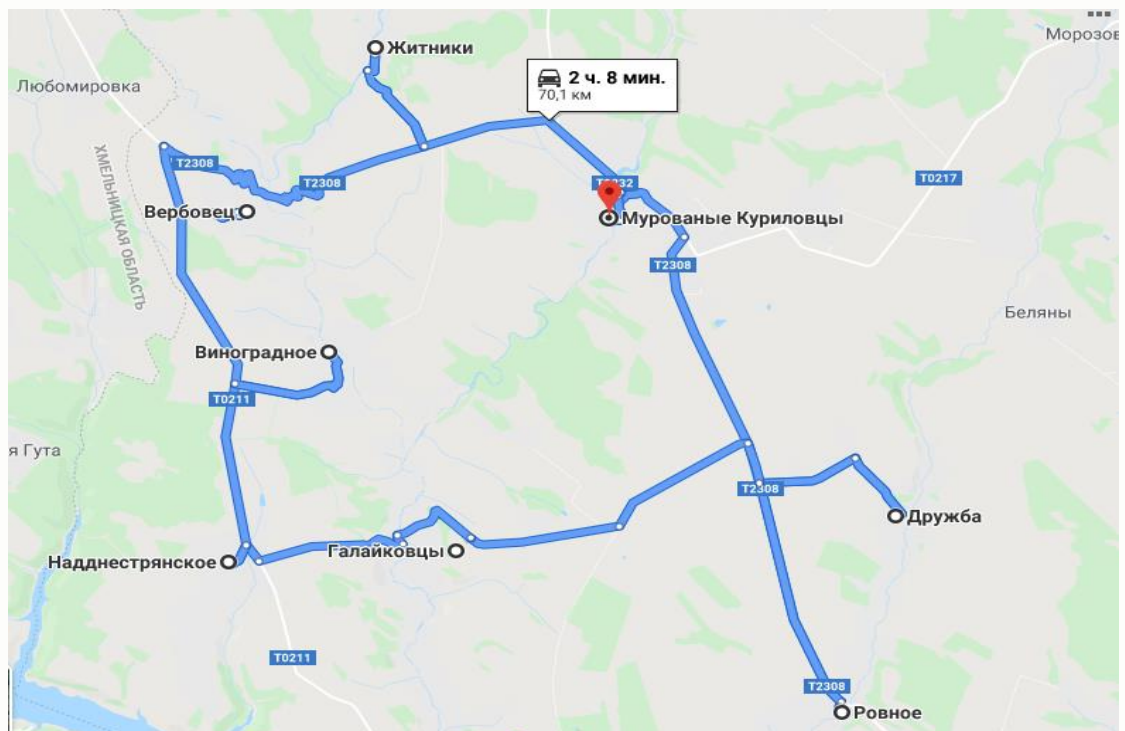 Морозов
Житники
2 ч. 8 мин.
70,1 км
Любомировка
ХМЕЛЬНИЦКАЯ ОБЛАСТЬ
T2308
T2308
T0217
Вербовец
Мурованые Куриловцы
T2308
Беляны
Виноградное
T0211
я Гута
T2308
Дружба
Галайковцы
Надднестрянское
T0211
T2308
Ровное